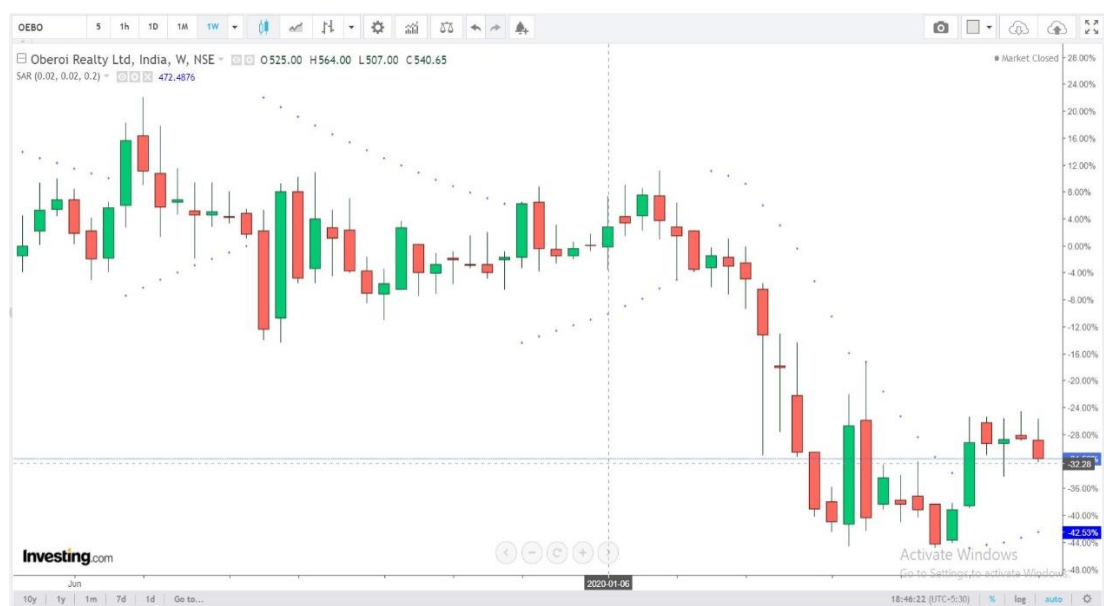 OEBO 5 1h 1D 1M 1W
Oberoi Realty Ltd, India, W, NSE O525.00 H564.00 L507.00 C540.65
Market Closed
SAR (0.02, 0.02, 0.2) 472.4876
28.00%
24.00%
20.00%
16.00%
12.00%
8.00%
4.00%
0.00%
-4.00%
-8.00%
-12.00%
-16.00%
-20.00%
-24.00%
-28.00%
-32.28
-36.00%
-40.00%
-42.53%
-44.00%
-48.00%
Investing.com
Activate Windows
Go to Settings to activate Windows.
Jun 2020-01-06
10y 1y 1m 7d 1d Go to... 18:46:22 (UTC+5:30) % log auto